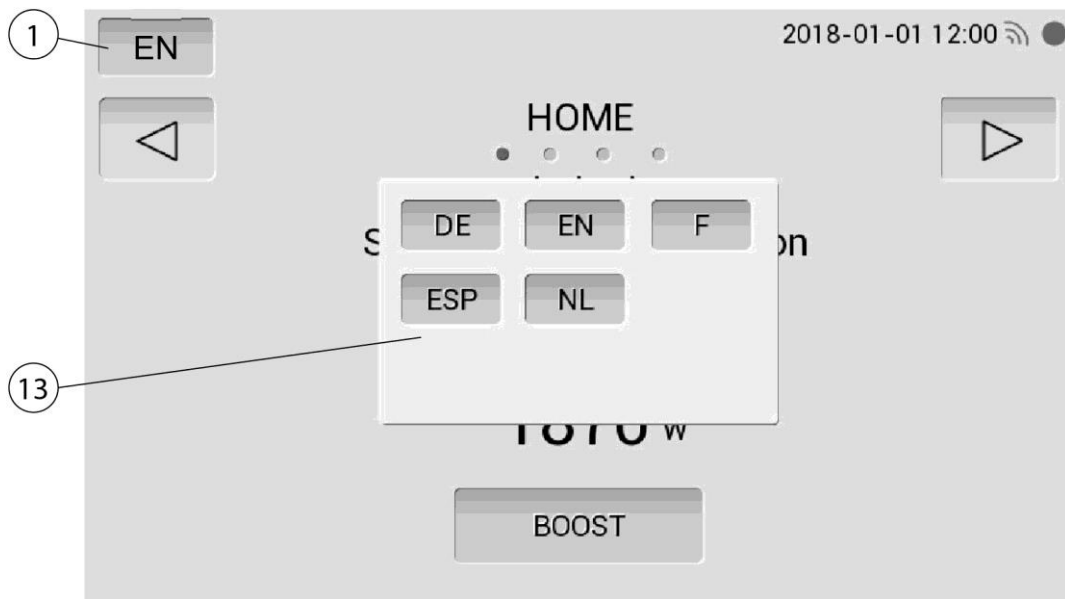 1
EN
2018-01-01 12:00
HOME
DE EN F
ESP NL
13
W
BOOST